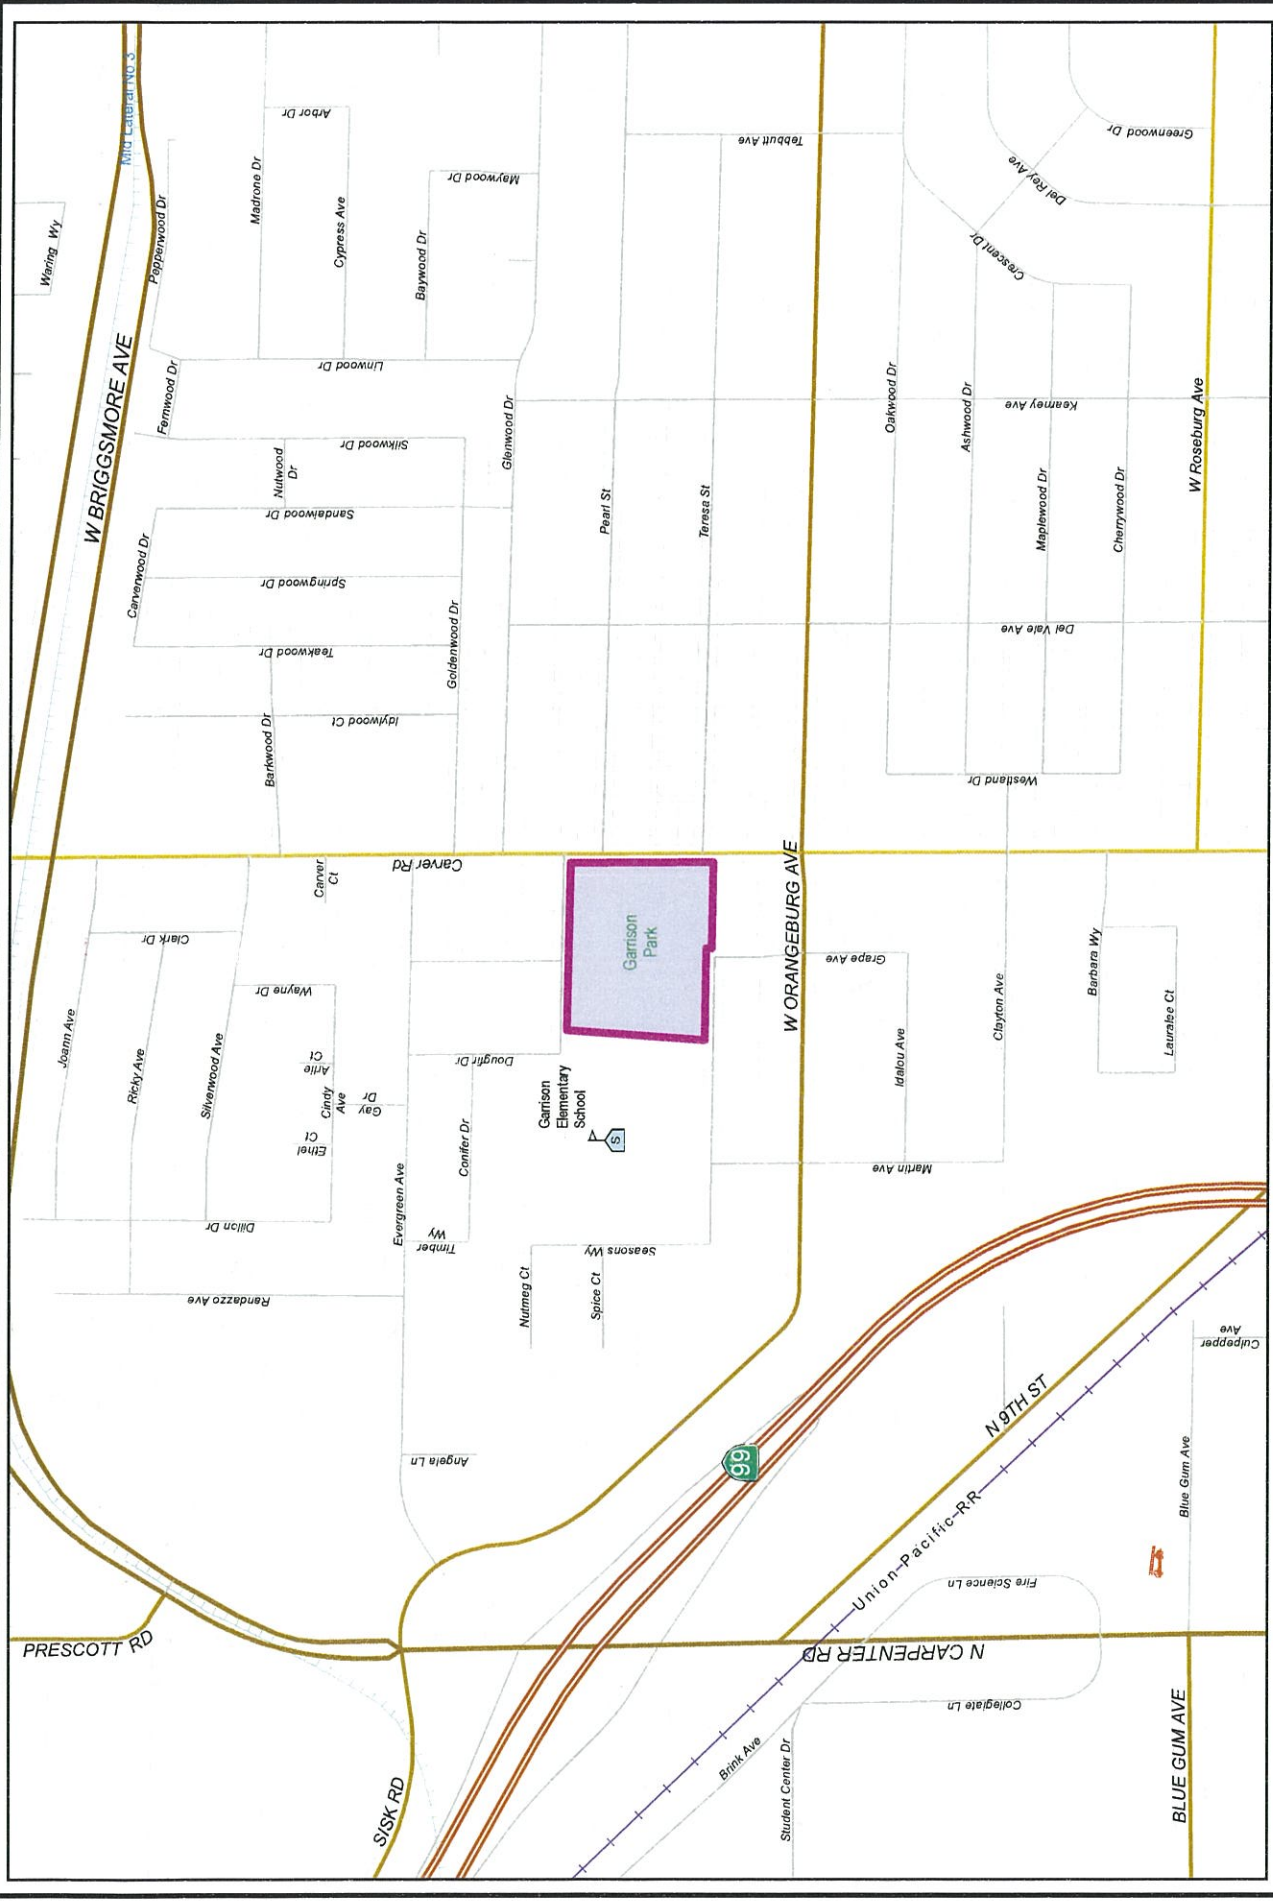 Mid Lateral No 3
Waring Wy
W BRIGGSMORE AVE
Pepperwood Dr
Madrone Dr
Arbor Dr
Cypress Ave
Maywood Dr
Baywood Dr
Fernwood Dr
Linwood Dr
Silkwood Dr
Nutwood
Dr
Glenwood Dr
Sandalwood Dr
Carverwood Dr
Springwood Dr
Teakwood Dr
Goldenwood Dr
Idylwood Ct
Barkwood Dr
Pearl St
Teresa St
Tebbutt Ave
Greenwood Dr
Del Rey Ave
Crescent Dr
Oakwood Dr
Ashwood Dr
Kearney Ave
Maplewood Dr
Cherrywood Dr
W Roseburg Ave
Del Vale Ave
Westland Dr
Carver Rd
Carver
Ct
Clark Dr
Wayne Dr
Joann Ave
Ricky Ave
Silverwood Ave
Arlie
Ct
Cindy
Ave
Gay
Dr
Ethel
Ct
Dillon Dr
Randazzo Ave
Evergreen Ave
Douglfir Dr
Conifer Dr
Timber
Wy
Garrison
Park
Garrison
Elementary
School
S
Seasons Wy
Nutmeg Ct
Spice Ct
Angela Ln
W ORANGEBURG AVE
Grape Ave
Idalou Ave
Clayton Ave
Martin Ave
Barbara Wy
Lauralee Ct
99
N 9TH ST
Union Pacific RR
Culpepper
Ave
Blue Gum Ave
Fire Science Ln
PRESCOTT RD
N CARPENTER RD
Collegiate Ln
SISK RD
Brink Ave
Student Center Dr
BLUE GUM AVE